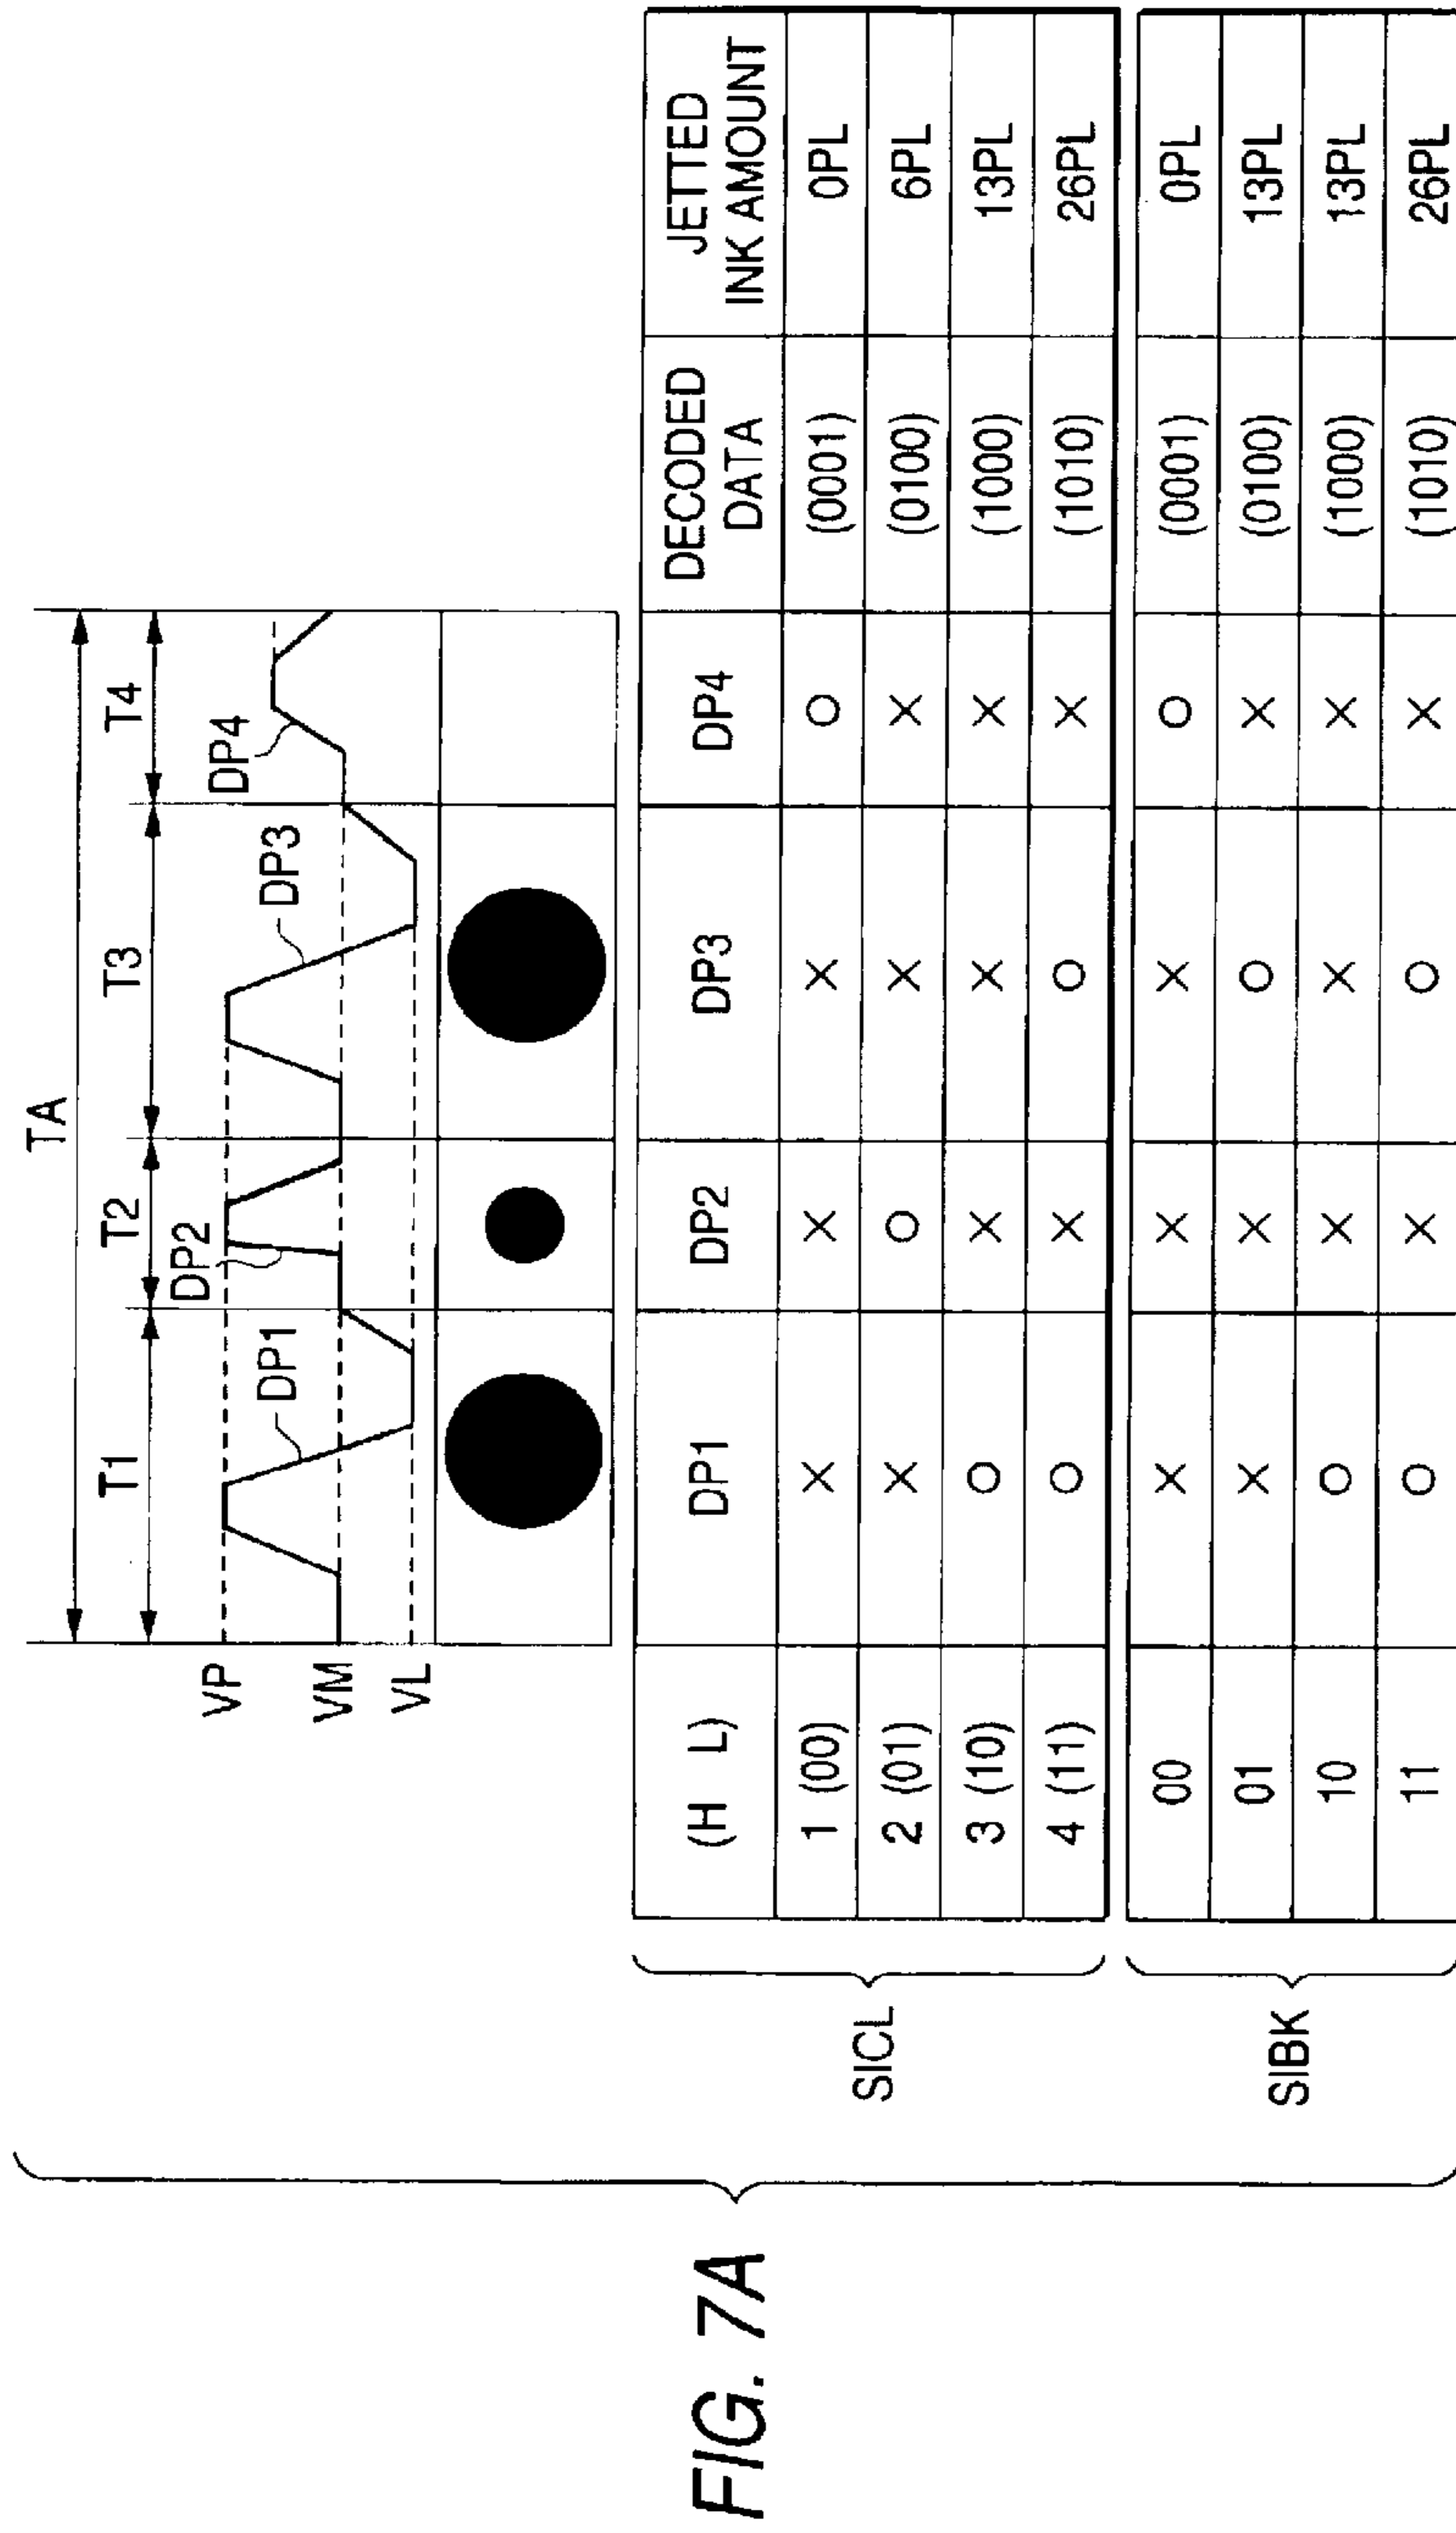 FIG. 7A
TA
T1 T2 T3 T4
VP
VM
VL
DP1 DP2 DP3 DP4
SICL
(H L) DP1 DP2 DP3 DP4 DECODED DATA JETTED INK AMOUNT
1 (00) × × × O (0001) 0PL
2 (01) × O × × (0100) 6PL
3 (10) O × × × (1000) 13PL
4 (11) O × O × (1010) 26PL
SIBK
00 × × × O (0001) 0PL
01 × × O × (0100) 13PL
10 O × × × (1000) 13PL
11 O × O × (1010) 26PL